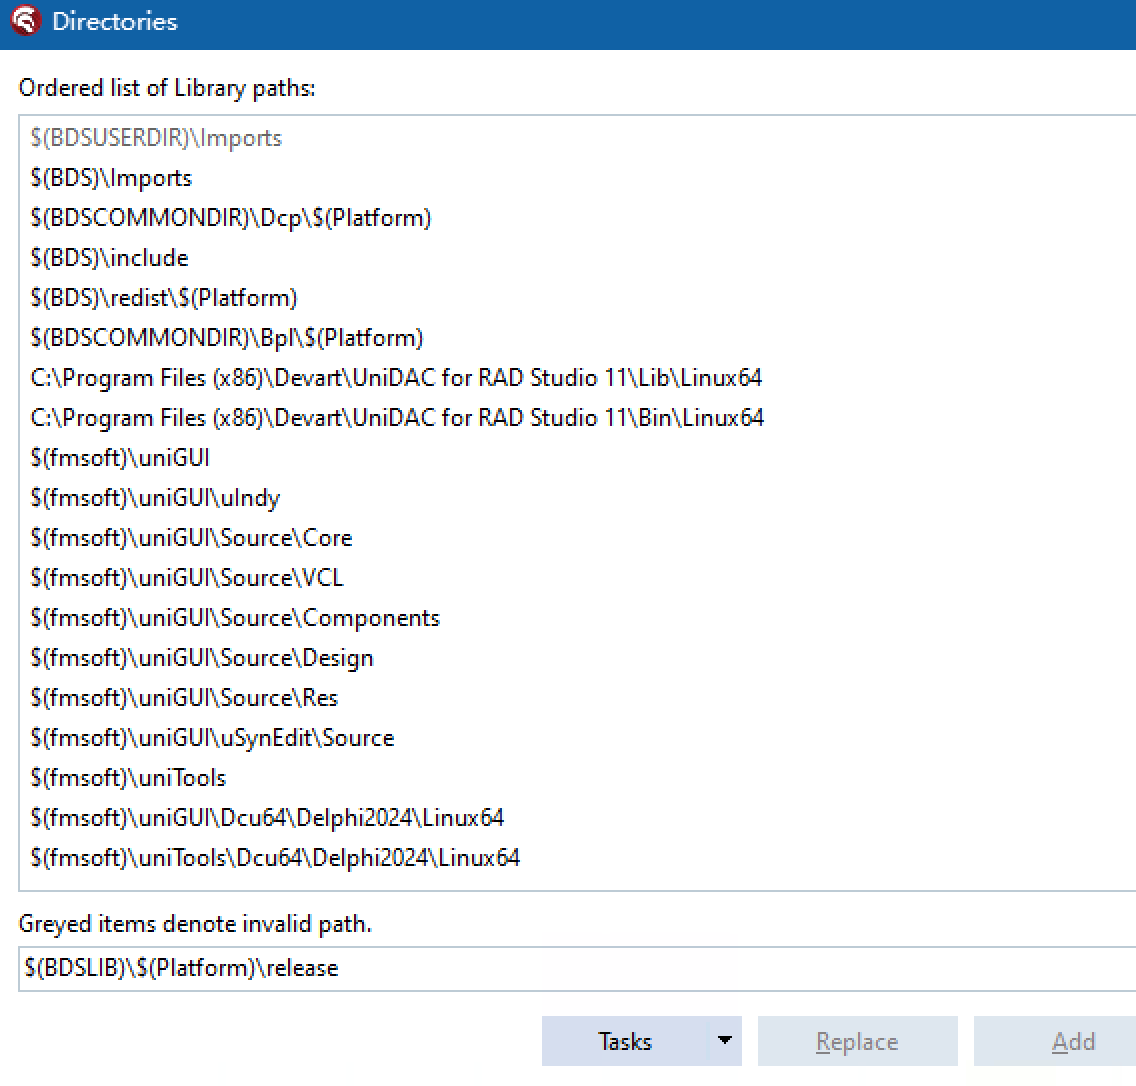 Directories
Ordered list of Library paths:
$(BDSUSERDIR)\Imports
$(BDS)\Imports
$(BDSCOMMONDIR)\Dcp\$(Platform)
$(BDS)\include
$(BDS)\redist\$(Platform)
$(BDSCOMMONDIR)\Bpl\$(Platform)
C:\Program Files (x86)\Devart\UniDAC for RAD Studio 11\Lib\Linux64
C:\Program Files (x86)\Devart\UniDAC for RAD Studio 11\Bin\Linux64
$(fmsoft)\uniGUI
$(fmsoft)\uniGUI\uIndy
$(fmsoft)\uniGUI\Source\Core
$(fmsoft)\uniGUI\Source\VCL
$(fmsoft)\uniGUI\Source\Components
$(fmsoft)\uniGUI\Source\Design
$(fmsoft)\uniGUI\Source\Res
$(fmsoft)\uniGUI\uSynEdit\Source
$(fmsoft)\uniTools
$(fmsoft)\uniGUI\Dcu64\Delphi2024\Linux64
$(fmsoft)\uniTools\Dcu64\Delphi2024\Linux64
Greyed items denote invalid path.
$(BDSLIB)\$(Platform)\release
Tasks Replace Add